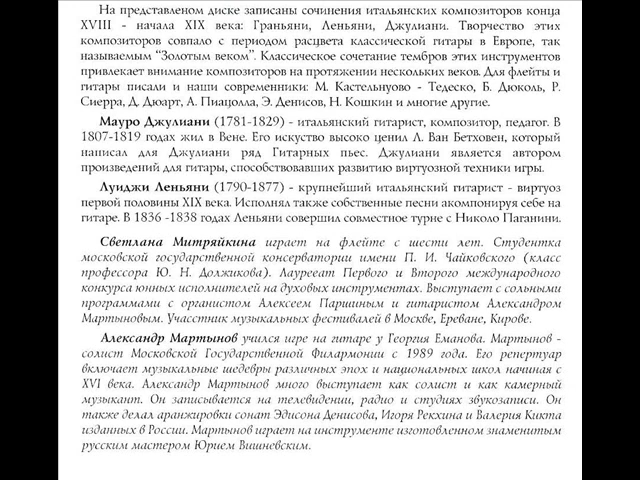 На представленом диске записаны сочинения итальянских композиторов конца
XVIII - начала XIX века: Граньяни, Леньяни, Джулиани. Творчество этих
композиторов совпало с периодом расцвета классической гитары в Европе, так
называемым "Золотым веком". Классическое сочетание тембров этих инструментов
привлекает внимание композиторов на протяжении нескольких веков. Для флейты и
гитары писали и наши современники: М. Кастельнуово - Тедеско, Б. Дюколь, Р.
Сиерра, Д. Дюарт, А. Пиацолла, Э. Денисов, Н. Кошкин и многие другие.
Мауро Джулиани (1781-1829) - итальянский гитарист, композитор, педагог. В
1807-1819 годах жил в Вене. Его искуство высоко ценил Л. Ван Бетховен, который
написал для Джулиани ряд Гитарных пьес. Джулиани является автором
произведений для гитары, способствовавших развитию виртуозной техники игры.
Луиджи Леньяни (1790-1877) - крупнейший итальянский гитарист - виртуоз
первой половины XIX века. Исполнял также собственные песни акомпонируя себе на
гитаре. В 1836 -1838 годах Леньяни совершил совместное турне с Николо Паганини.
Светлана Митряйкина играет на флейте с шести лет. Студентка
московской государственной консерватории имени П. И. Чайковского (класс
профессора Ю. Н. Должикова). Лауреат Первого и Второго международного
конкурса юнных исполнителей на духовых инструментах. Выступает с сольными
программами с органистом Алексеем Паршиным и гитаристом Александром
Мартыновым. Участник музыкальных фестивалей в Москве, Ереване, Кирове.
Александр Мартынов учился игре на гитаре у Георгия Еманова. Мартынов -
солист Московской Государственной Филармонии с 1989 года. Его репертуар
включает музыкальные шедевры различных эпох и национальных школ начиная с
XVI века. Александр Мартынов много выступает как солист и как камерный
музыкант. Он записывается на телевидении, радио и студиях звукозаписи. Он
также делал аранжировки сонат Эдисона Денисова, Игоря Рекхина и Валерия Кикта
изданных в России. Мартынов играет на инструменте изготовленном знаменитым
русским мастером Юрием Вишневским.